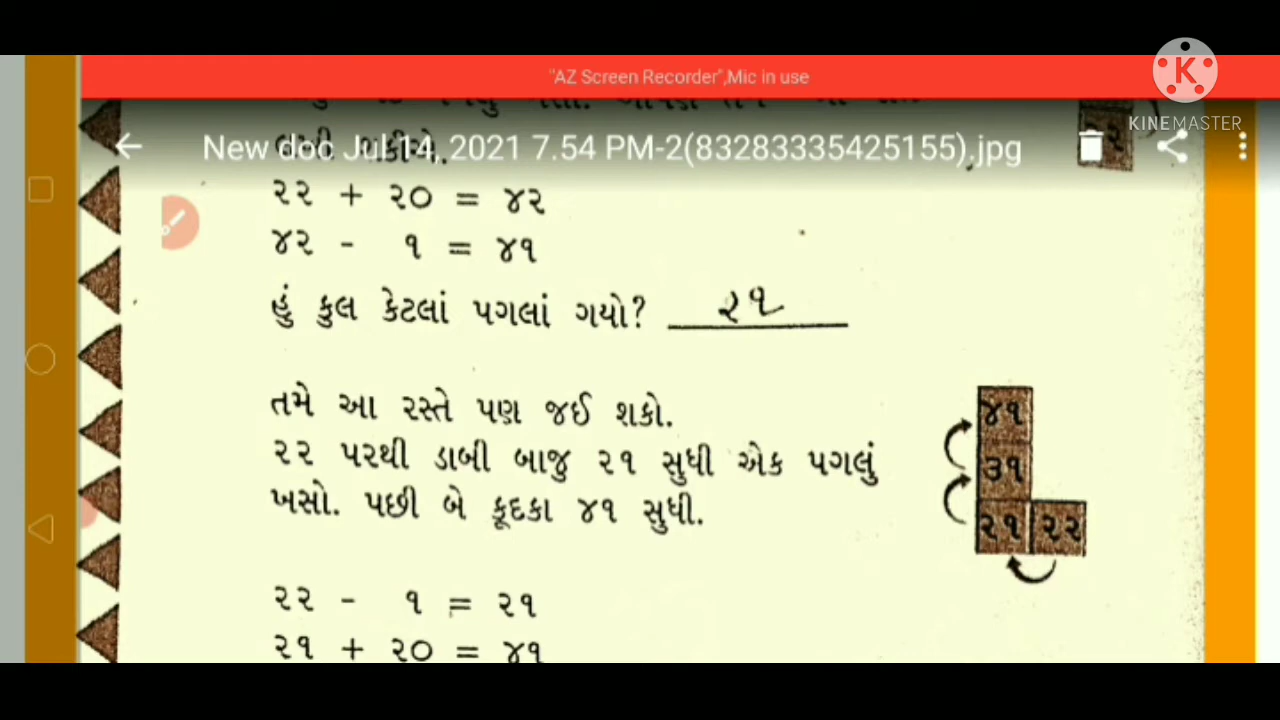 "AZ Screen Recorder",Mic in use
KINEMASTER
New doc Jul 14, 2021 7.54 PM-2(83283335425155).jpg
૨૨ + ૨૦ = ૪૨
૪૨ - ૧ = ૪૧
હું કુલ કેટલાં પગલાં ગયો? ૨૧
તમે આ રસ્તે પણ જઈ શકો.
૨૨ પરથી ડાબી બાજુ ૨૧ સુધી એક પગલું
ખસો. પછી બે કૂદકા ૪૧ સુધી.
૪૧
૩૧
૨૧ ૨૨
૨૨ - ૧ = ૨૧
૨૧ + ૨૦ = ૪૧